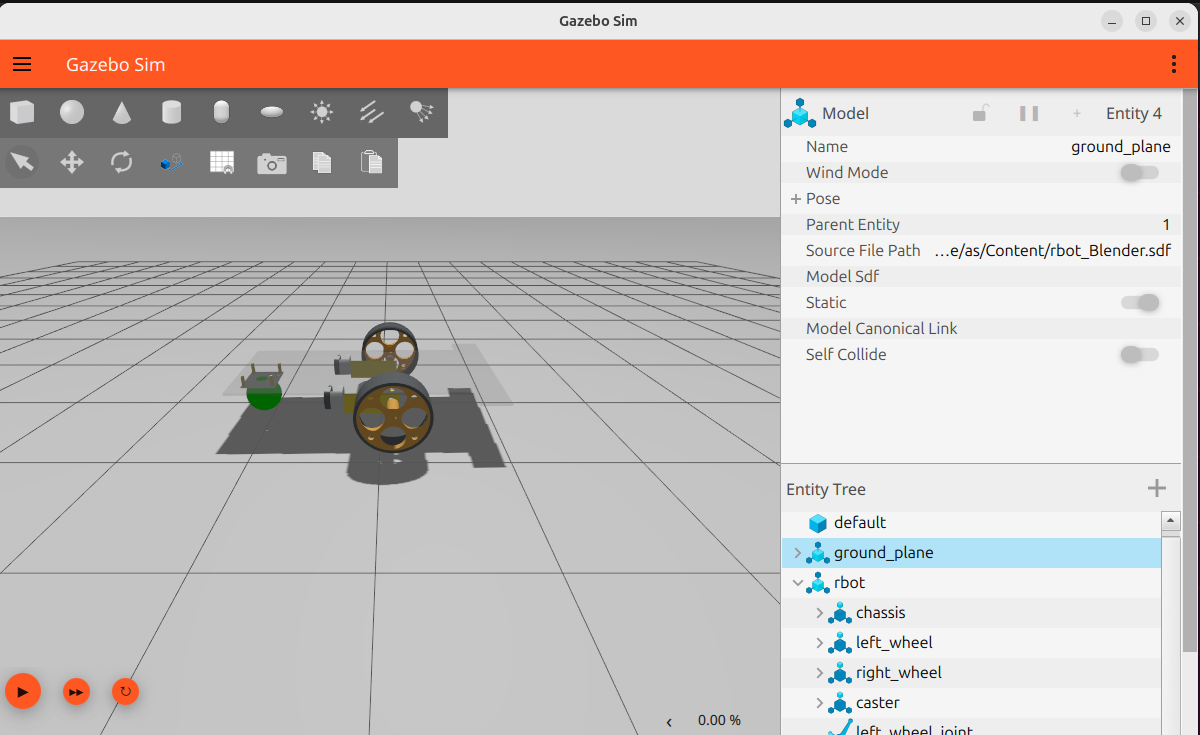 Gazebo Sim
Gazebo Sim
Model
Entity 4
Name ground_plane
Wind Mode
Pose
Parent Entity 1
Source File Path ...e/as/Content/rbot_Blender.sdf
Model Sdf
Static
Model Canonical Link
Self Collide
Entity Tree
default
ground_plane
rbot
chassis
left_wheel
right_wheel
caster
left_wheel_joint
0.00 %